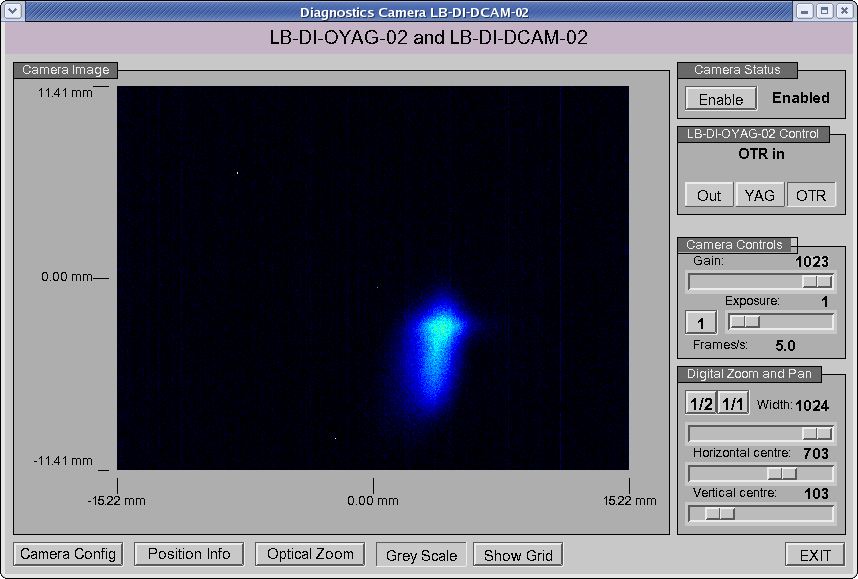 Diagnostics Camera LB-DI-DCAM-02
LB-DI-OYAG-02 and LB-DI-DCAM-02
Camera Image
11.41 mm
0.00 mm
-11.41 mm
-15.22 mm
0.00 mm
15.22 mm
Camera Status
Enable
Enabled
LB-DI-OYAG-02 Control
OTR in
Out
YAG
OTR
Camera Controls
Gain: 1023
Exposure: 1
1
Frames/s: 5.0
Digital Zoom and Pan
1/2
1/1
Width: 1024
Horizontal centre: 703
Vertical centre: 103
Camera Config
Position Info
Optical Zoom
Grey Scale
Show Grid
EXIT